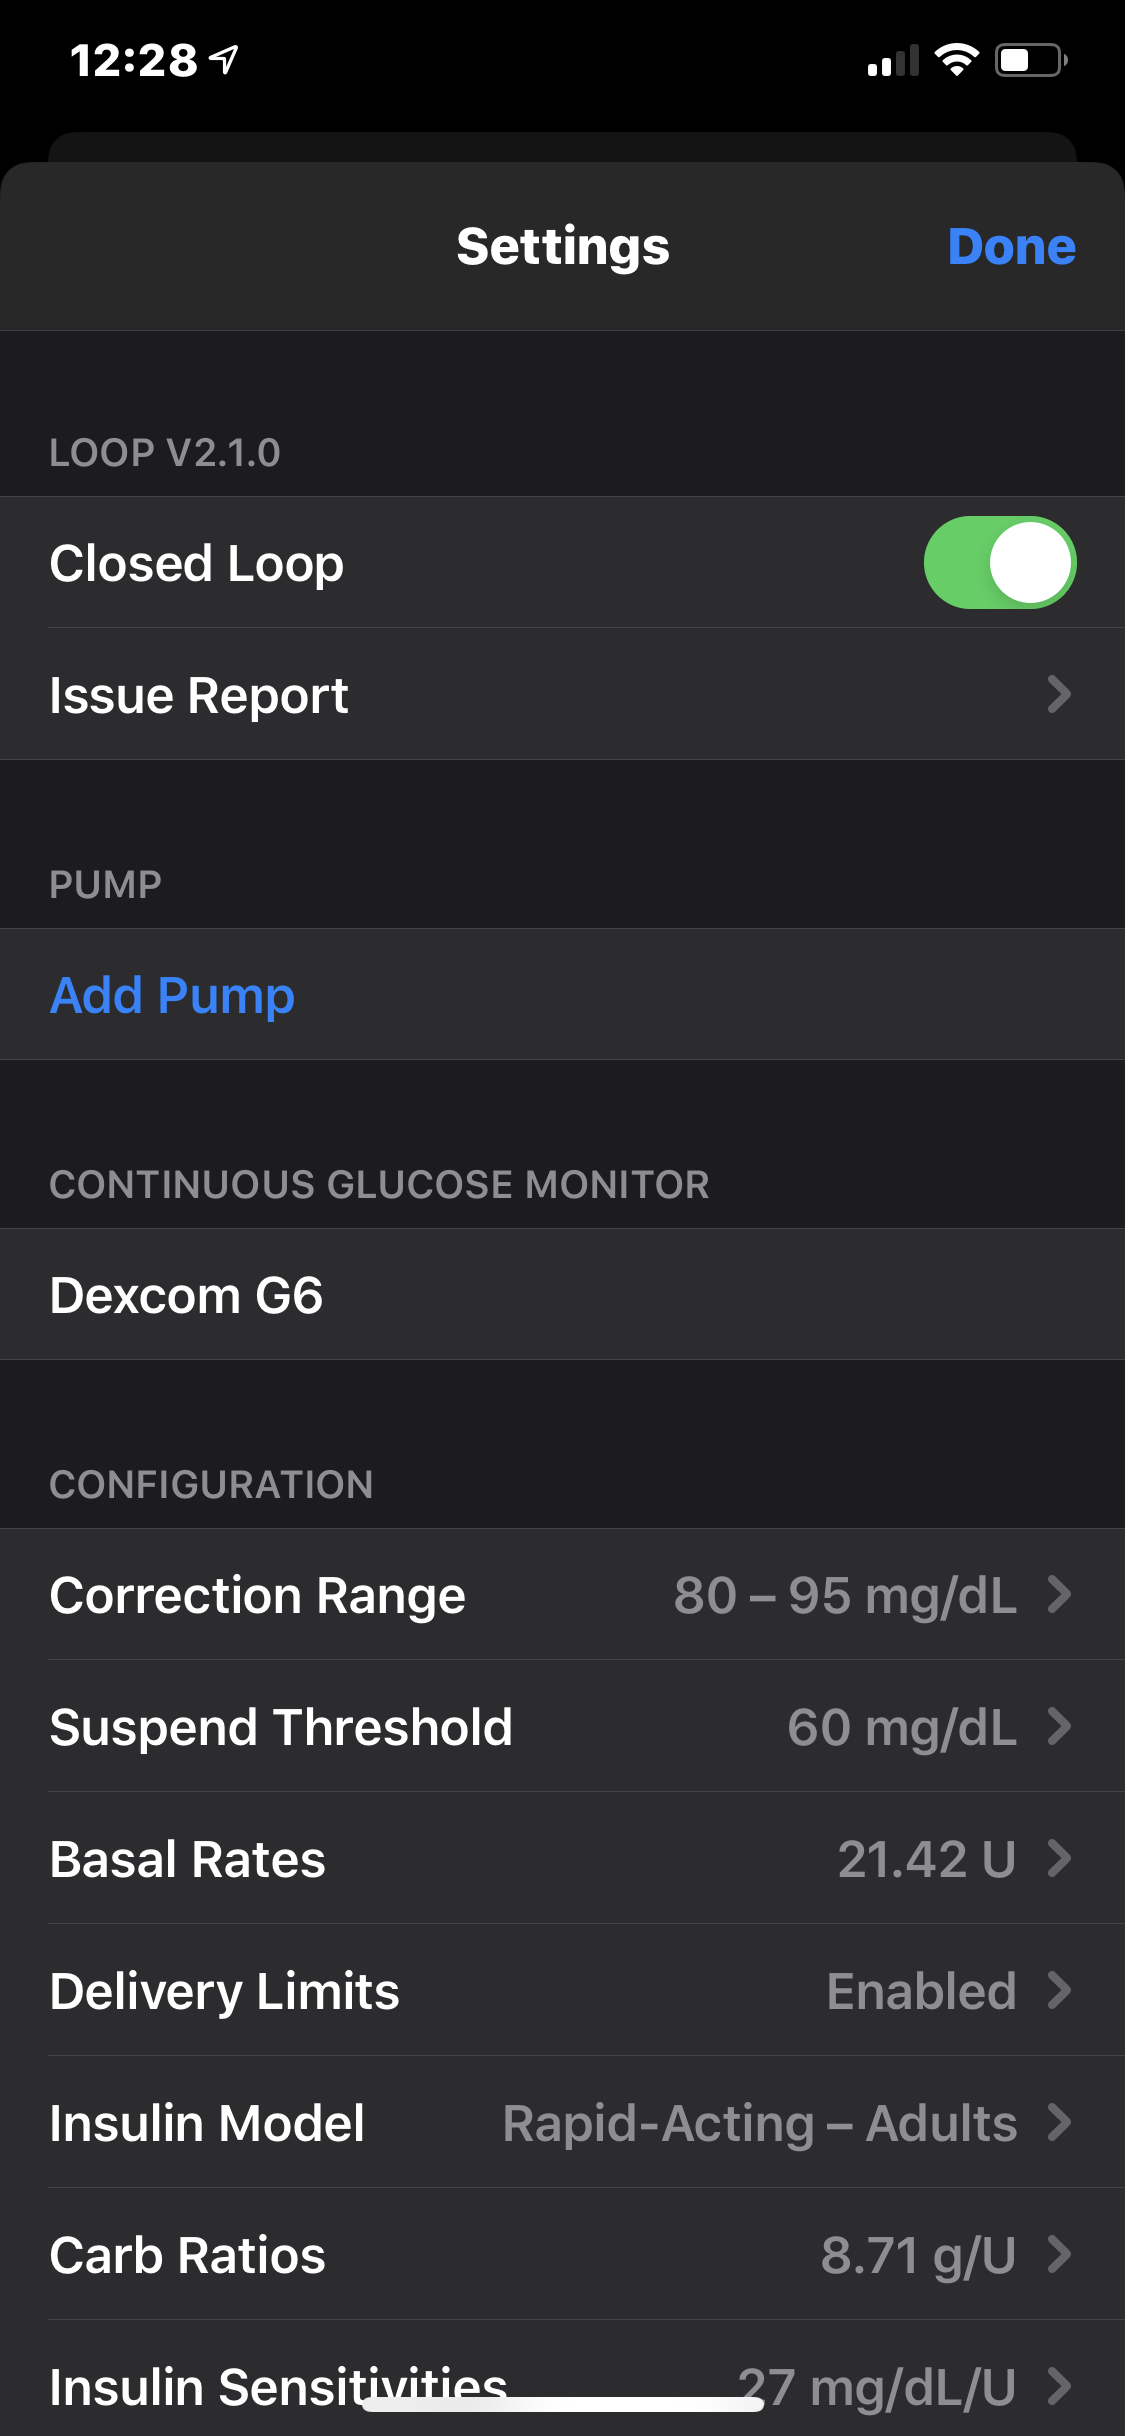 12:28
Settings
Done
LOOP V2.1.0
Closed Loop
Issue Report
PUMP
Add Pump
CONTINUOUS GLUCOSE MONITOR
Dexcom G6
CONFIGURATION
Correction Range 80 – 95 mg/dL
Suspend Threshold 60 mg/dL
Basal Rates 21.42 U
Delivery Limits Enabled
Insulin Model Rapid-Acting – Adults
Carb Ratios 8.71 g/U
Insulin Sensitivities 27 mg/dL/U